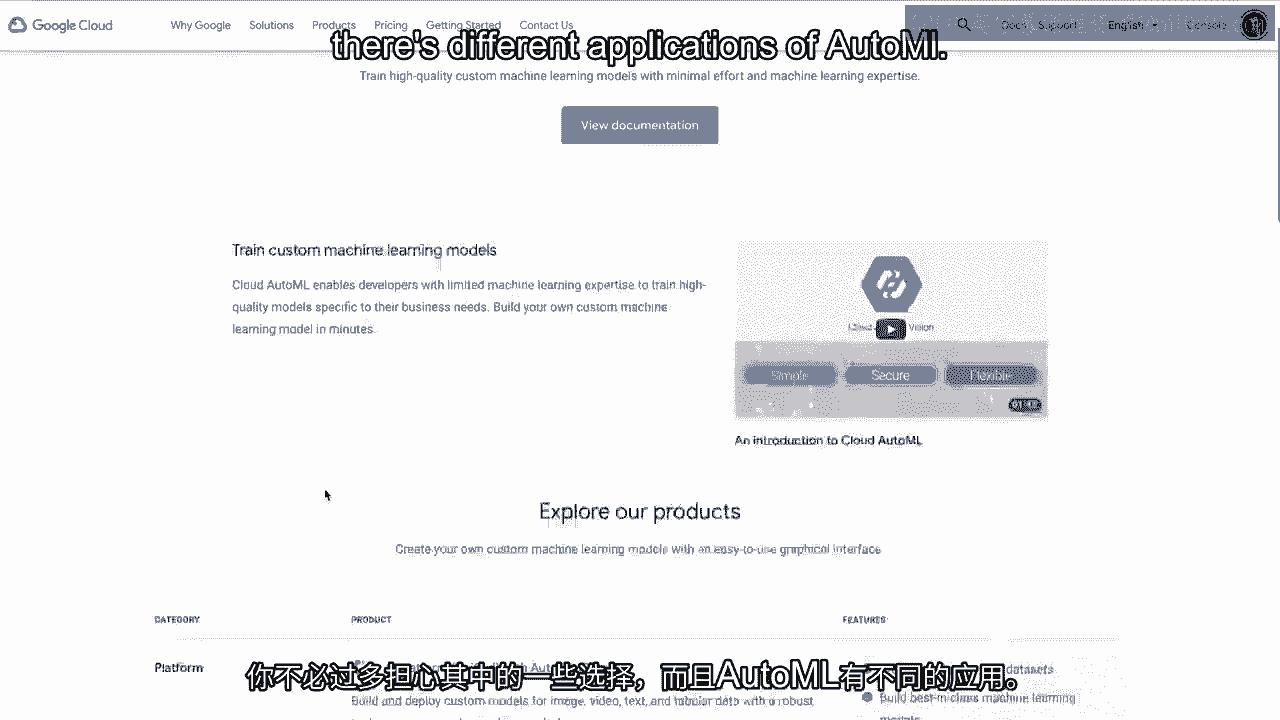 Google Cloud
Why Google Solutions Products Pricing Getting Started Contact Us Docs Support English Console
there's different applications of AutoMl.
Train high-quality custom machine learning models with minimal effort and machine learning expertise.
View documentation
Train custom machine learning models
Cloud AutoML enables developers with limited machine learning expertise to train high-
quality models specific to their business needs. Build your own custom machine
learning model in minutes.
Vision
Simple Secure Flexible
An introduction to Cloud AutoML
Explore our products
Create your own custom machine learning models with an easy-to-use graphical interface
CATEGORY PRODUCT FEATURES
Platform
datasets
你不必过多担心其中的一些选择，而且AutoML有不同的应用。
Build and deploy custom models for image, video, text, and tabular data with a robust
Build best-in-class machine learning
models